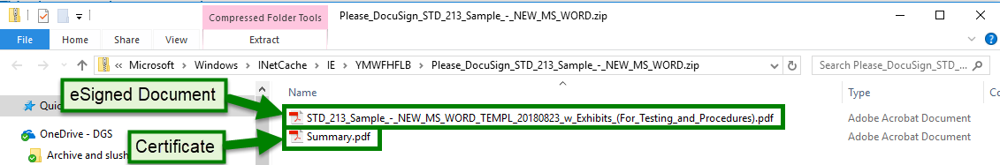 Compressed Folder Tools
Please_DocuSign_STD_213_Sample_-_NEW_MS_WORD.zip
File Home Share View Extract
« Microsoft > Windows > INetCache > IE > YMWFHFLB > Please_DocuSign_STD_213_Sample_-_NEW_MS_WORD.zip
Search Please_DocuSign_STD_...
eSigned Document
Name Type
Quic
STD_213_Sample_-_NEW_MS_WORD_TEMPL_20180823_w_Exhibits_(For_Testing_and_Procedures).pdf Adobe Acrobat Document
OneDrive - DGS
Certificate
Summary.pdf Adobe Acrobat Document
Archive and slush